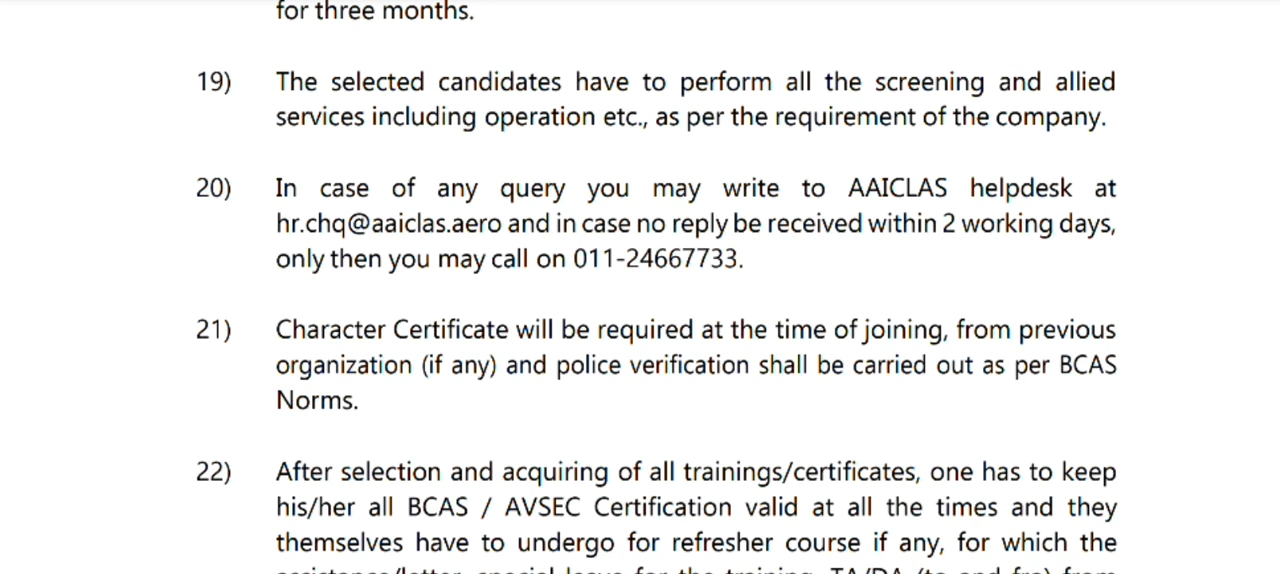 for three months.
19) The selected candidates have to perform all the screening and allied
services including operation etc., as per the requirement of the company.
20) In case of any query you may write to AAICLAS helpdesk at
hr.chq@aaiclas.aero and in case no reply be received within 2 working days,
only then you may call on 011-24667733.
21) Character Certificate will be required at the time of joining, from previous
organization (if any) and police verification shall be carried out as per BCAS
Norms.
22) After selection and acquiring of all trainings/certificates, one has to keep
his/her all BCAS / AVSEC Certification valid at all the times and they
themselves have to undergo for refresher course if any, for which the